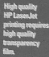 High quality
HP LaserJet
printing requires
high quality
transparency
film.